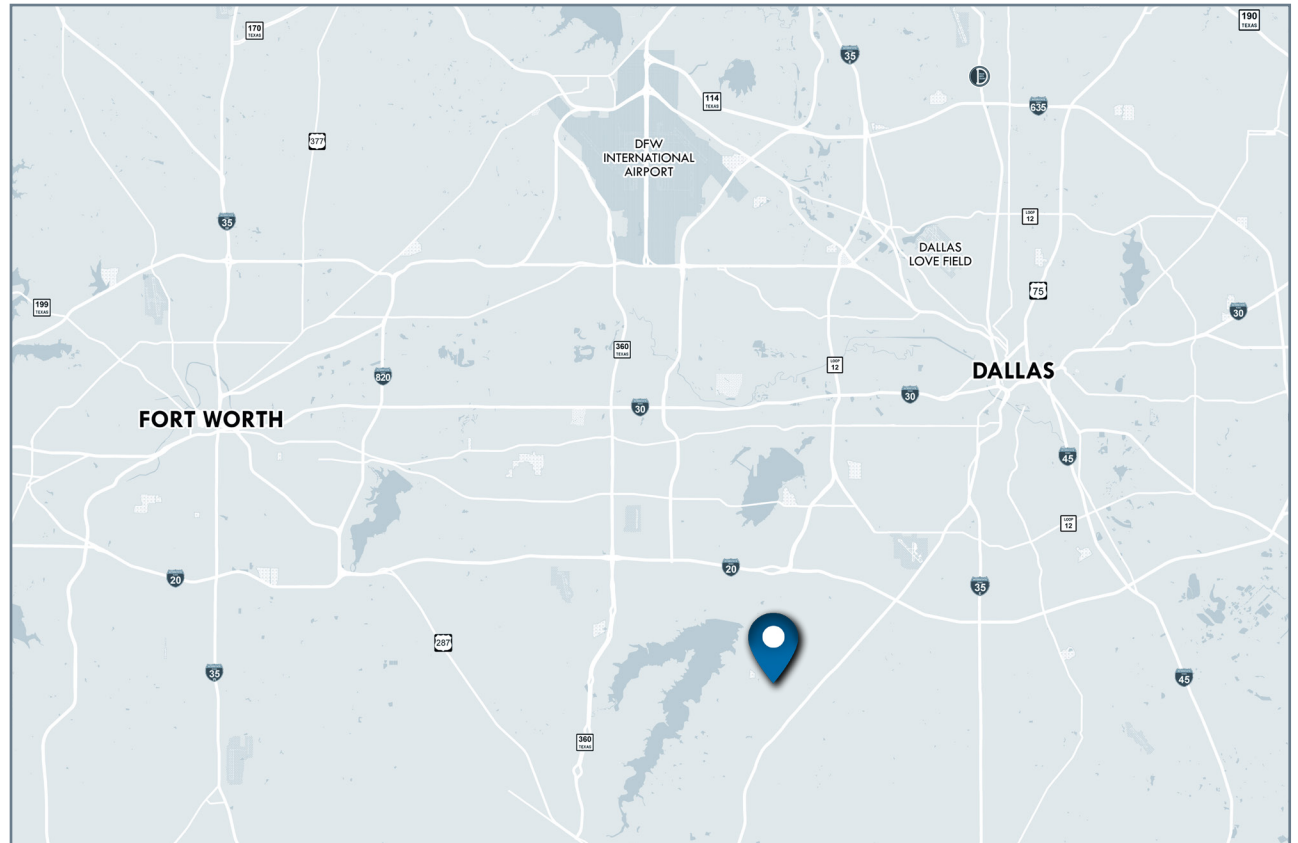 170
TEXAS
190
TEXAS
35
D
114
TEXAS
635
377
DFW
INTERNATIONAL
AIRPORT
35
LOOP
12
DALLAS
LOVE FIELD
75
199
TEXAS
30
360
TEXAS
LOOP
12
DALLAS
820
30
30
FORT WORTH
45
LOOP
12
20
20
35
287
35
45
360
TEXAS